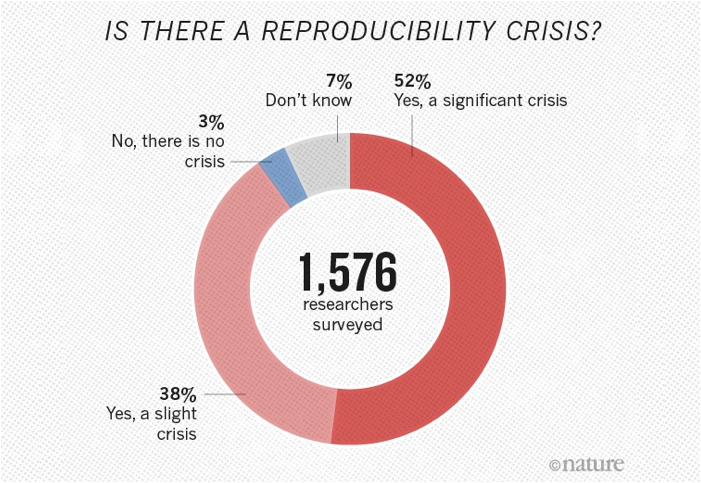 IS THERE A REPRODUCIBILITY CRISIS?
7%
Don't know
52%
Yes, a significant crisis
3%
No, there is no
crisis
1,576
researchers
surveyed
38%
Yes, a slight
crisis
©nature